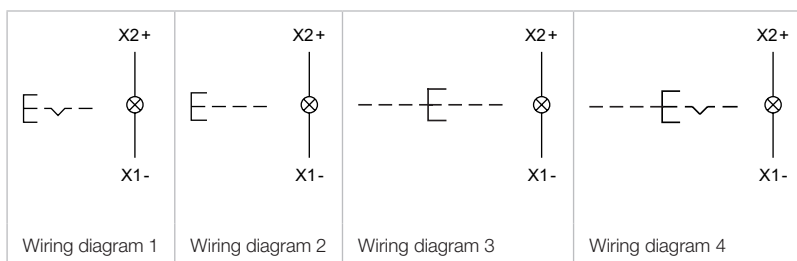 X2+ X2+ X2+ X2+
X1- X1- X1- X1-
Wiring diagram 1 Wiring diagram 2 Wiring diagram 3 Wiring diagram 4